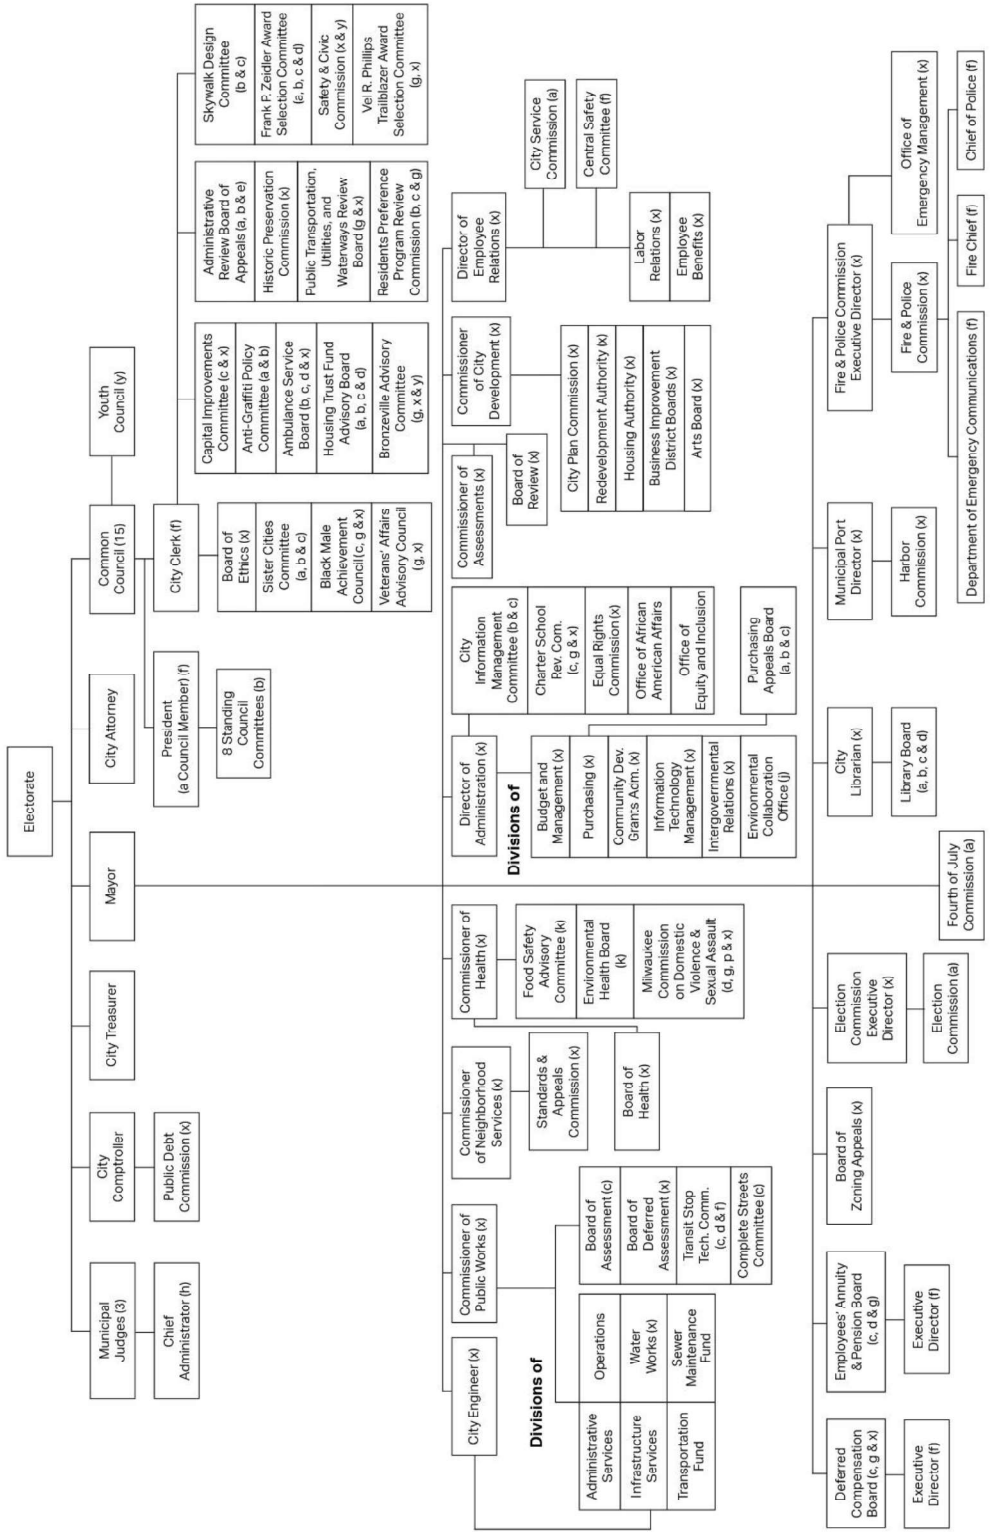 Electorate
Municipal
Judges (3)
Chief
Administrator (h)
City
Comptroller
Public Debt
Commission (x)
City Treasurer
Mayor
City Attorney
Common
Council (15)
Youth
Council (y)
President
(a Council Member) (f)
8 Standing
Council
Committees (b)
City Clerk (f)
Board of
Ethics (x)
Sister Cities
Committee
(a, b & c)
Black Male
Achievement
Council (c, g & x)
Veterans' Affairs
Advisory Council
(g, x)
Capital Improvements
Committee (c & x)
Anti-Graffiti Policy
Committee (a & b)
Ambulance Service
Board (b, c, d & x)
Housing Trust Fund
Advisory Board
(a, b, c & d)
Bronzeville Advisory
Committee
(g, x & y)
Administrative
Review Board of
Appeals (a, b & e)
Historic Preservation
Commission (x)
Public Transportation,
Utilities, and
Waterways Review
Board (g & x)
Residents Preference
Program Review
Commission (b, c & g)
Skywalk Design
Committee
(b & c)
Frank P. Zeidler Award
Selection Committee
(a, b, c & d)
Safety & Civic
Commission (x & y)
Vel R. Phillips
Trailblazer Award
Selection Committee
(g, x)
City Engineer (x)
Commissioner of
Public Works (x)
Divisions of
Administrative
Services
Operations
Infrastructure
Services
Water
Works (x)
Transportation
Fund
Sewer
Maintenance
Fund
Board of
Assessment (c)
Board of
Deferred
Assessment (x)
Transit Stop
Tech. Comm.
(c, d & f)
Complete Streets
Committee (c)
Commissioner
of Neighborhood
Services (x)
Standards &
Appeals
Commission (x)
Commissioner of
Health (x)
Board of
Health (x)
Food Safety
Advisory
Committee (k)
Environmental
Health Board
(k)
Milwaukee
Commission
on Domestic
Violence &
Sexual Assault
(d, g, p & x)
Director of
Administration (x)
Divisions of
Budget and
Management (x)
Purchasing (x)
Community Dev.
Grants Acm. (x)
Information
Technology
Management (x)
Intergovernmental
Relations (x)
Environmental
Collaboration
Office (j)
City
Information
Management
Committee (b & c)
Charter School
Rev. Com.
(c, g & x)
Equal Rights
Commission (x)
Office of African
American Affairs
Office of
Equity and Inclusion
Purchasing
Appeals Board
(a, b & c)
Commissioner of
Assessments (x)
Board of
Review (x)
Commissioner
of City
Development (x)
City Plan Commission (x)
Redevelopment Authority (x)
Housing Authority (x)
Business Improvement
District Boards (x)
Arts Board (x)
Director of
Employee
Relations (x)
City Service
Commission (a)
Central Safety
Committee (f)
Labor
Relations (x)
Employee
Benefits (x)
Deferred
Compensation
Board (c, g & x)
Executive
Director (f)
Employees' Annuity
& Pension Board
(c, d & g)
Executive
Director (f)
Board of
Zoning Appeals (x)
Election
Commission
Executive
Director (x)
Election
Commission (a)
Fourth of July
Commission (a)
City
Librarian (x)
Library Board
(a, b, c & d)
Municipal Port
Director (x)
Harbor
Commission (x)
Fire & Police Commission
Executive Director (x)
Fire & Police
Commission (x)
Office of
Emergency Management (x)
Department of Emergency Communications (f)
Fire Chief (f)
Chief of Police (f)